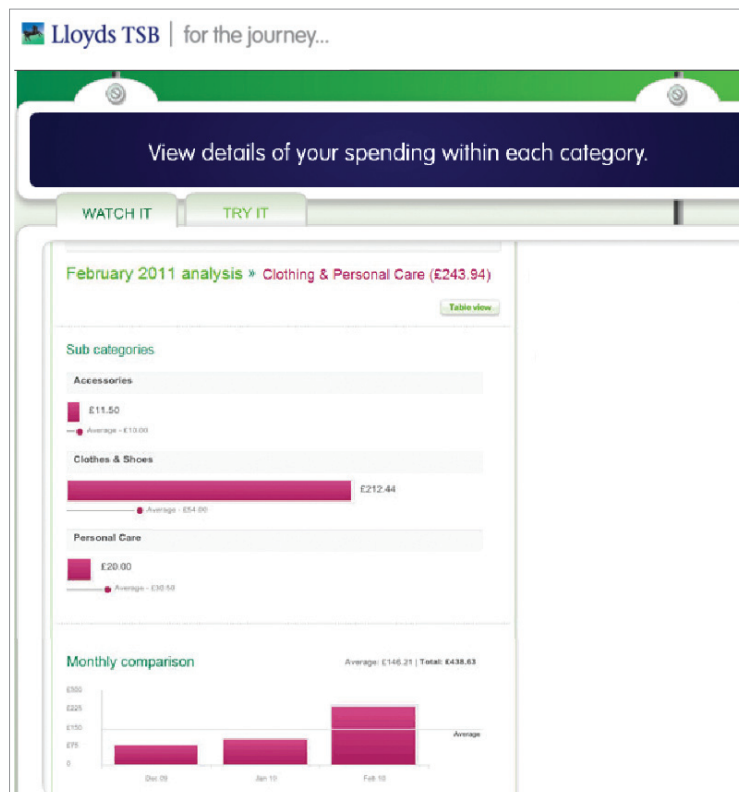 Lloyds TSB | for the journey...
View details of your spending within each category.
WATCH IT TRY IT
February 2011 analysis » Clothing & Personal Care (£243.94)
Table view
Sub categories
Accessories
£11.50
Average - £10.00
Clothes & Shoes
£212.44
Average - £54.00
Personal Care
£20.00
Average - £30.50
Monthly comparison Average: £146.21 | Total: £438.63
£300
£225
£150
Average
£75
0
Dec 09 Jan 10 Feb 10